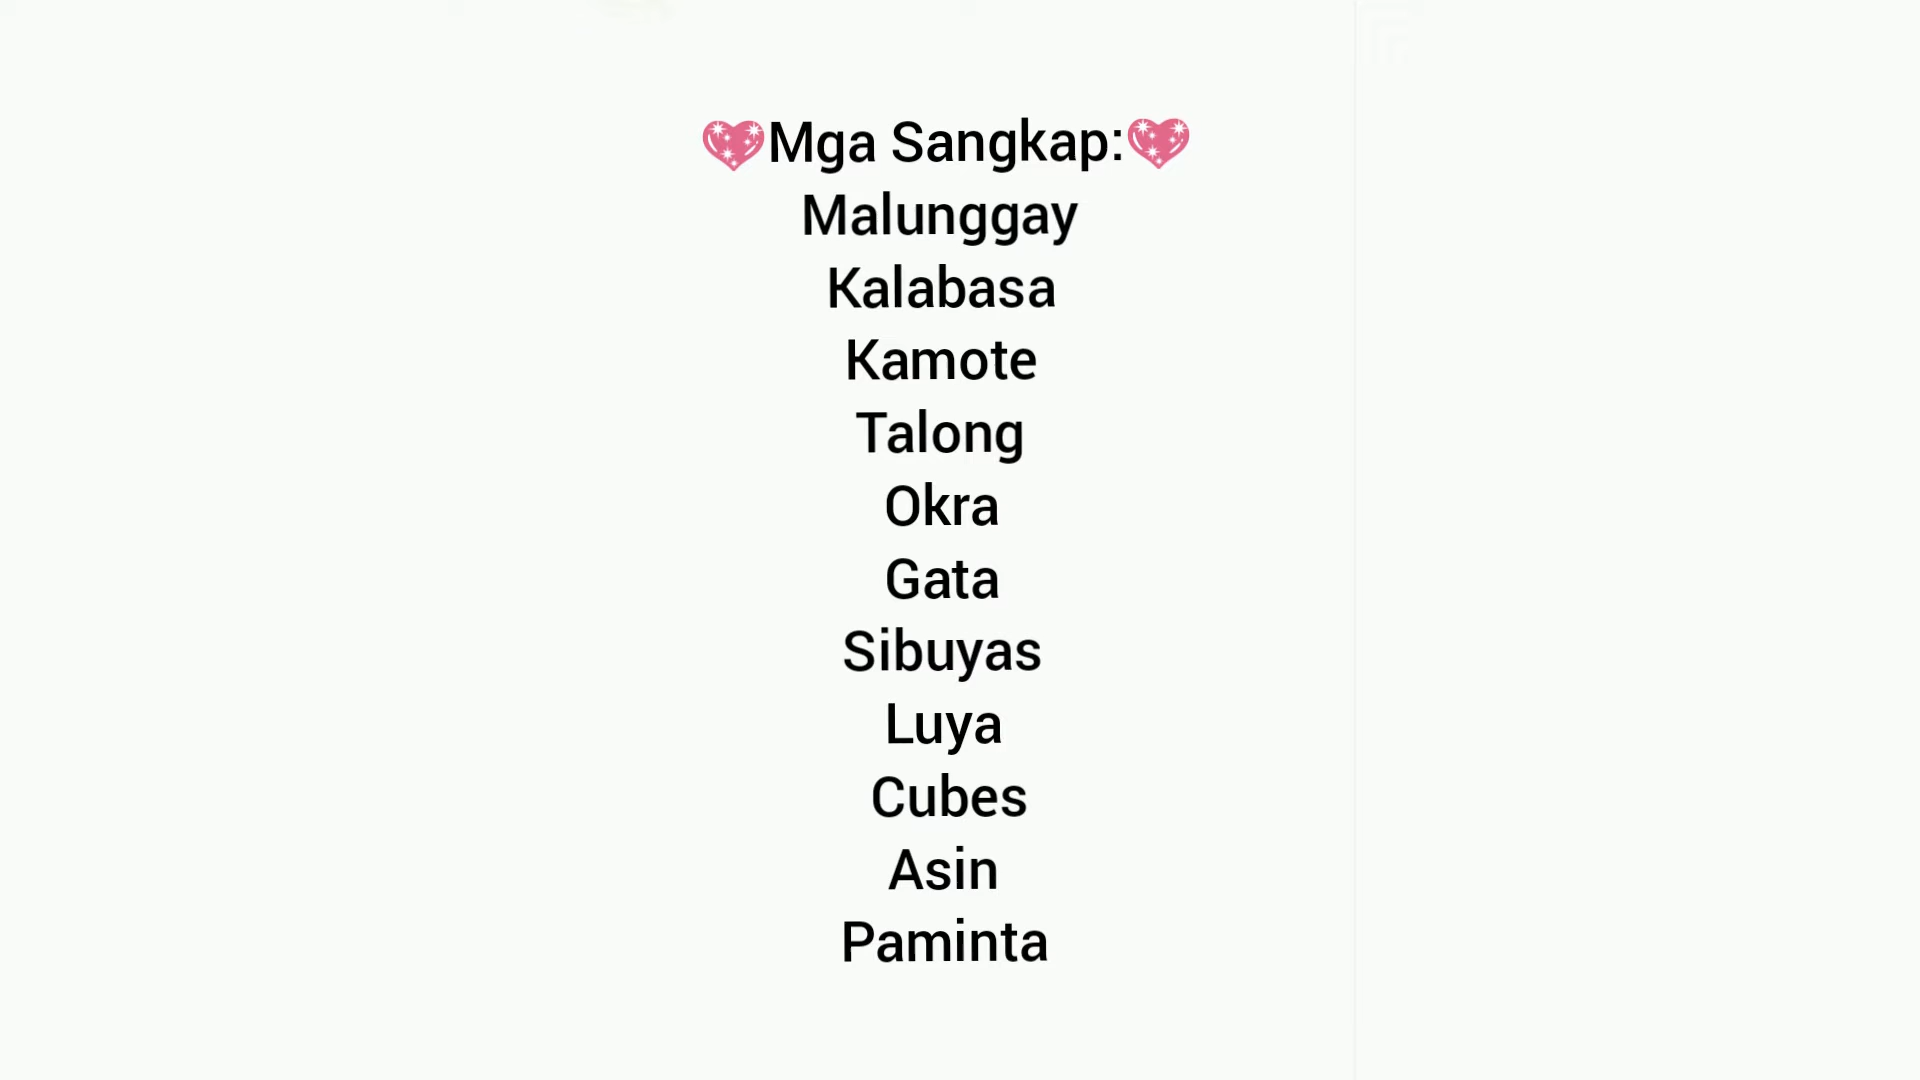 💖Mga Sangkap:💖
Malunggay
Kalabasa
Kamote
Talong
Okra
Gata
Sibuyas
Luya
Cubes
Asin
Paminta